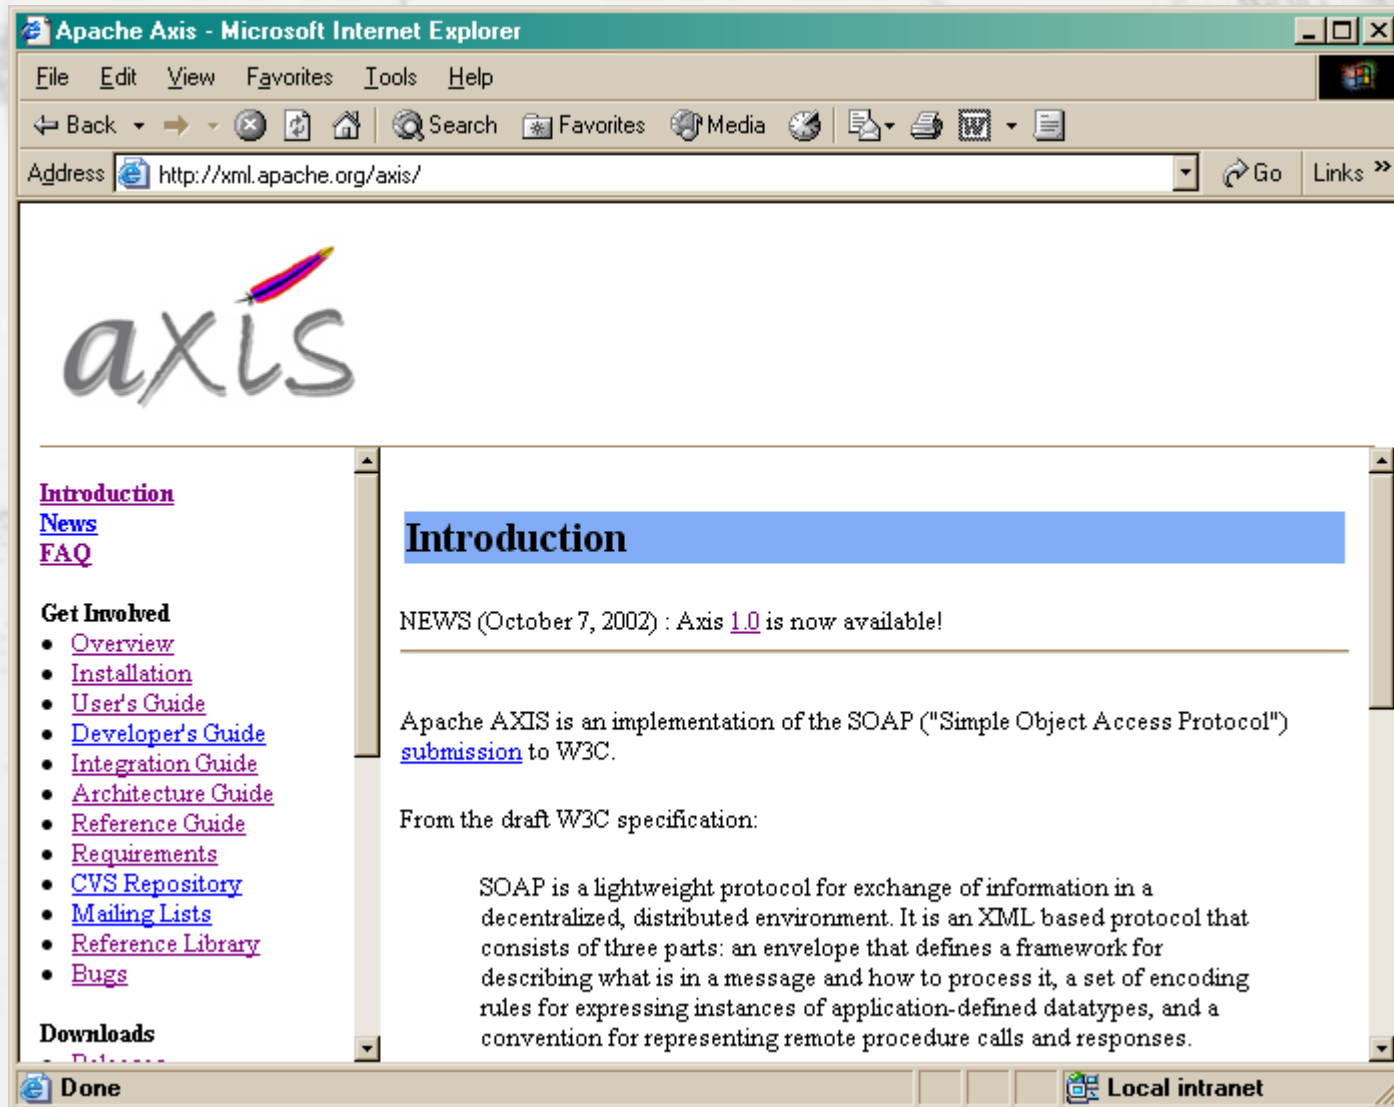 Apache Axis - Microsoft Internet Explorer
File Edit View Favorites Tools Help
Back Search Favorites Media
Address http://xml.apache.org/axis/ Go Links »
axis
Introduction
News
FAQ
Get Involved
• Overview
• Installation
• User's Guide
• Developer's Guide
• Integration Guide
• Architecture Guide
• Reference Guide
• Requirements
• CVS Repository
• Mailing Lists
• Reference Library
• Bugs
Downloads
Introduction
NEWS (October 7, 2002) : Axis 1.0 is now available!
Apache AXIS is an implementation of the SOAP ("Simple Object Access Protocol")
submission to W3C.
From the draft W3C specification:
SOAP is a lightweight protocol for exchange of information in a
decentralized, distributed environment. It is an XML based protocol that
consists of three parts: an envelope that defines a framework for
describing what is in a message and how to process it, a set of encoding
rules for expressing instances of application-defined datatypes, and a
convention for representing remote procedure calls and responses.
Done
Local intranet